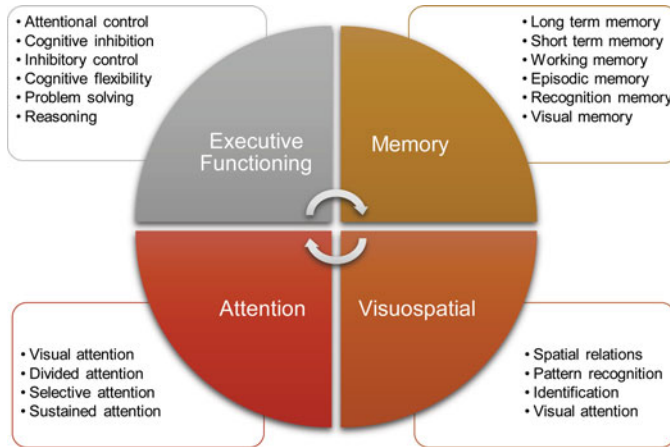 • Attentional control
• Cognitive inhibition
• Inhibitory control
• Cognitive flexibility
• Problem solving
• Reasoning
• Long term memory
• Short term memory
• Working memory
• Episodic memory
• Recognition memory
• Visual memory
Executive
Functioning
Memory
Attention
Visuospatial
• Visual attention
• Divided attention
• Selective attention
• Sustained attention
• Spatial relations
• Pattern recognition
• Identification
• Visual attention